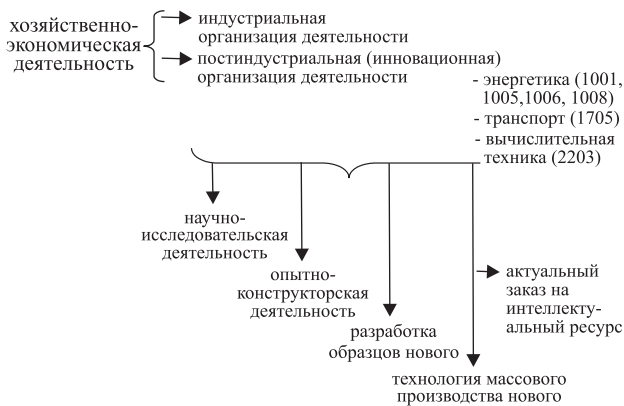 хозяйственно-
экономическая
деятельность
индустриальная
организация деятельности
постиндустриальная (инновационная)
организация деятельности
- энергетика (1001,
1005,1006, 1008)
- транспорт (1705)
- вычислительная
техника (2203)
научно-
исследовательская
деятельность
опытно-
конструкторская
деятельность
разработка
образцов нового
технология массового
производства нового
актуальный
заказ на
интеллекту-
альный ресурс